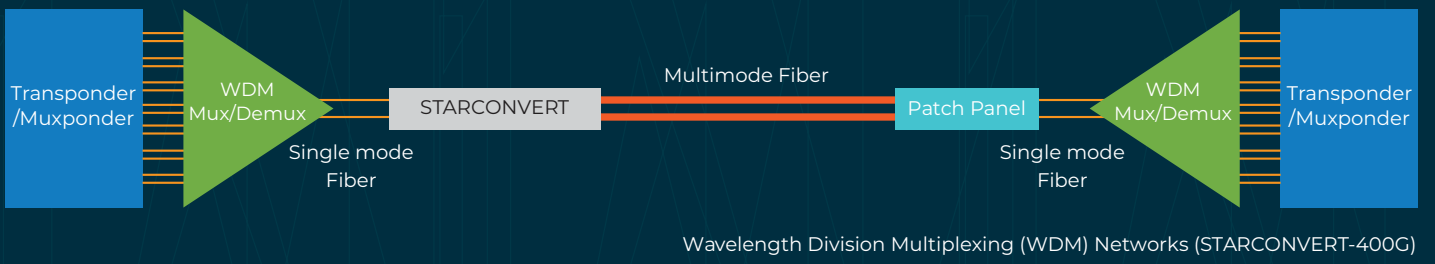 Transponder
/Muxponder
WDM
Mux/Demux
Single mode
Fiber
STARCONVERT
Multimode Fiber
Patch Panel
Single mode
Fiber
WDM
Mux/Demux
Transponder
/Muxponder
Wavelength Division Multiplexing (WDM) Networks (STARCONVERT-400G)